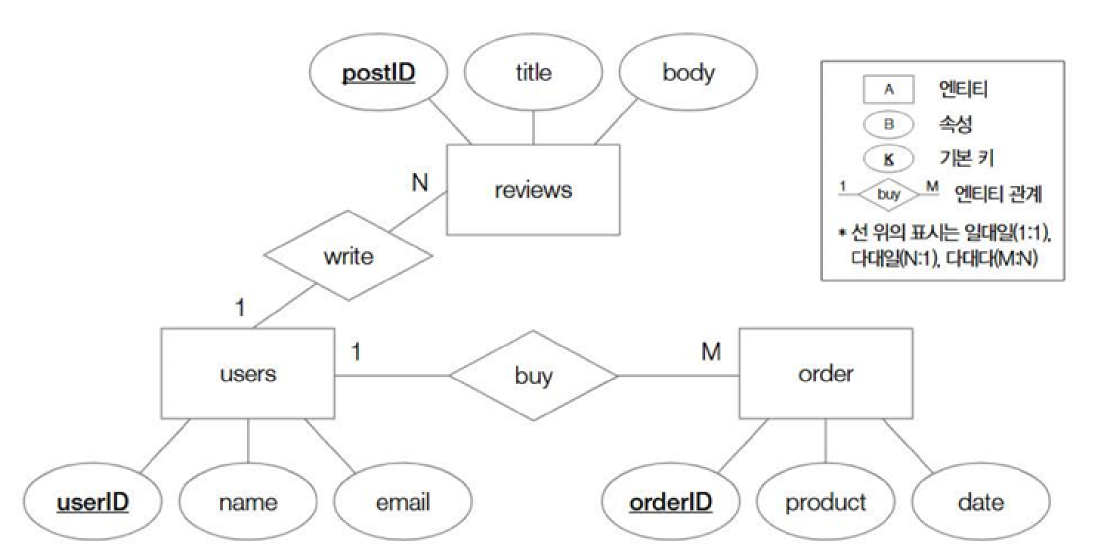 postID
title
body
reviews
N
write
1
users
1
buy
M
order
userID
name
email
orderID
product
date
A 엔티티
B 속성
K 기본 키
1 buy M 엔티티 관계
* 선 위의 표시는 일대일(1:1),
다대일(N:1), 다대다(M:N)